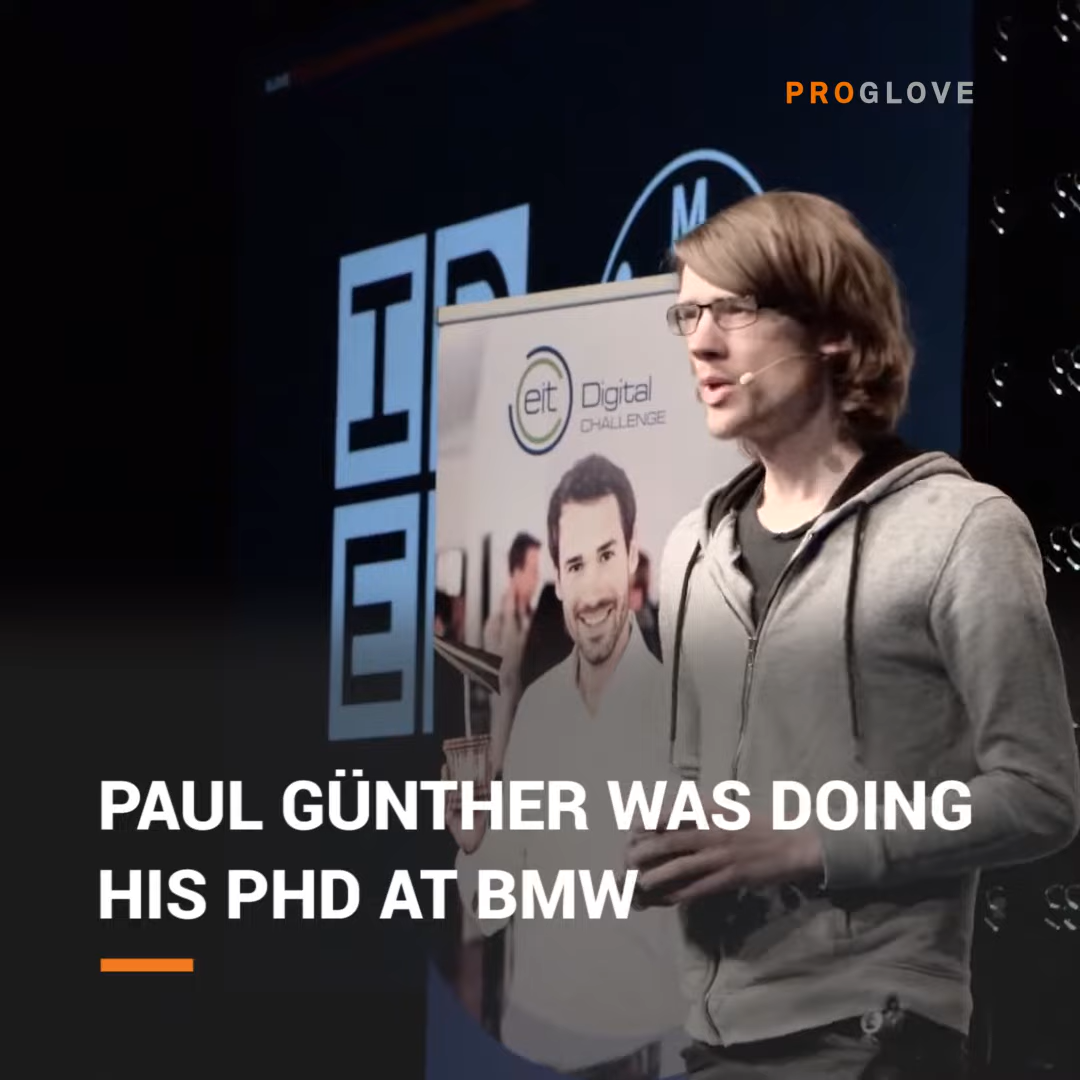 PROGLOVE
M
I D
E
eit Digital
CHALLENGE
PAUL GÜNTHER WAS DOING
HIS PHD AT BMW